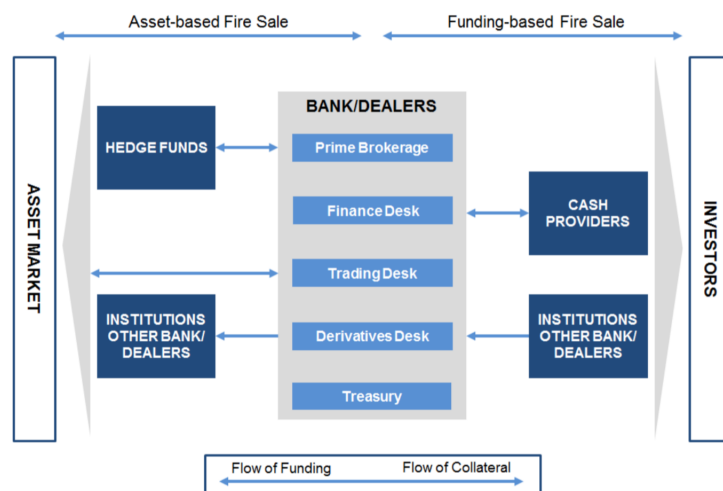 Asset-based Fire Sale
Funding-based Fire Sale
ASSET MARKET
HEDGE FUNDS
INSTITUTIONS
OTHER BANK/
DEALERS
BANK/DEALERS
Prime Brokerage
Finance Desk
Trading Desk
Derivatives Desk
Treasury
CASH
PROVIDERS
INSTITUTIONS
OTHER BANK/
DEALERS
INVESTORS
Flow of Funding
Flow of Collateral